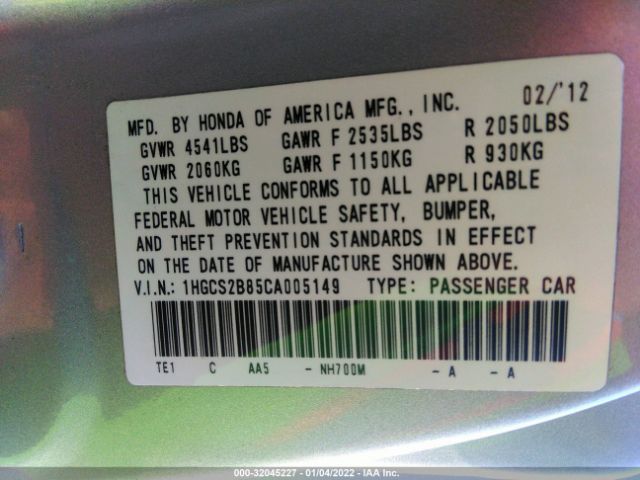 MFD. BY HONDA OF AMERICA MFG., INC. 02/'12
GVWR 4541LBS GAWR F 2535LBS R 2050LBS
GVWR 2060KG GAWR F 1150KG R 930KG
THIS VEHICLE CONFORMS TO ALL APPLICABLE
FEDERAL MOTOR VEHICLE SAFETY, BUMPER,
AND THEFT PREVENTION STANDARDS IN EFFECT
ON THE DATE OF MANUFACTURE SHOWN ABOVE.
V.I.N.: 1HGCS2B85CA005149 TYPE: PASSENGER CAR
TE1 C AA5 - NH700M - A - A
000-32045227 - 01/04/2022 - IAA Inc.